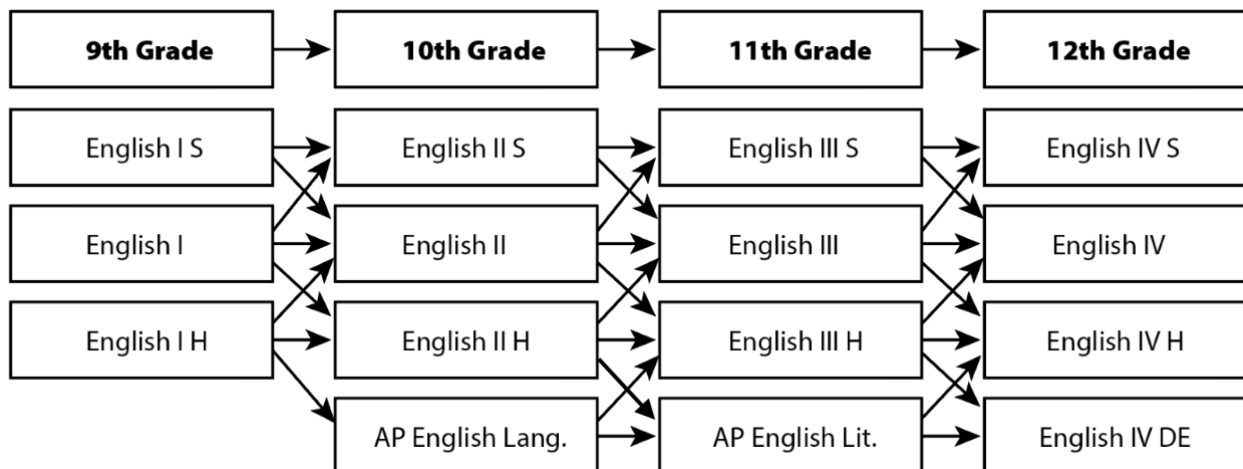 9th Grade
10th Grade
11th Grade
12th Grade
English I S
English II S
English III S
English IV S
English I
English II
English III
English IV
English I H
English II H
English III H
English IV H
AP English Lang.
AP English Lit.
English IV DE